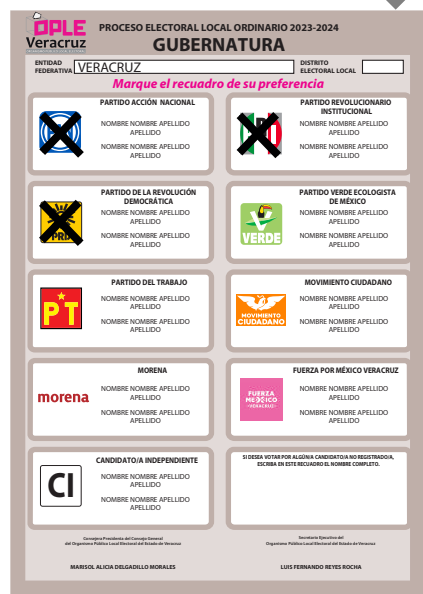 OPLE
Veracruz
PROCESO ELECTORAL LOCAL ORDINARIO 2023-2024
GUBERNATURA
ENTIDAD
FEDERATIVA
VERACRUZ
DISTRITO
ELECTORAL LOCAL
Marque el recuadro de su preferencia
PARTIDO ACCIÓN NACIONAL
NOMBRE NOMBRE APELLIDO
APELLIDO
NOMBRE NOMBRE APELLIDO
APELLIDO
PARTIDO REVOLUCIONARIO
INSTITUCIONAL
NOMBRE NOMBRE APELLIDO
APELLIDO
NOMBRE NOMBRE APELLIDO
APELLIDO
PARTIDO DE LA REVOLUCIÓN
DEMOCRÁTICA
NOMBRE NOMBRE APELLIDO
APELLIDO
NOMBRE NOMBRE APELLIDO
APELLIDO
PRD
PARTIDO VERDE ECOLOGISTA
DE MÉXICO
NOMBRE NOMBRE APELLIDO
APELLIDO
NOMBRE NOMBRE APELLIDO
APELLIDO
VERDE
PARTIDO DEL TRABAJO
NOMBRE NOMBRE APELLIDO
APELLIDO
NOMBRE NOMBRE APELLIDO
APELLIDO
PT
MOVIMIENTO CIUDADANO
NOMBRE NOMBRE APELLIDO
APELLIDO
NOMBRE NOMBRE APELLIDO
APELLIDO
MOVIMIENTO
CIUDADANO
MORENA
morena
NOMBRE NOMBRE APELLIDO
APELLIDO
NOMBRE NOMBRE APELLIDO
APELLIDO
FUERZA POR MÉXICO VERACRUZ
NOMBRE NOMBRE APELLIDO
APELLIDO
NOMBRE NOMBRE APELLIDO
APELLIDO
FUERZA
MEXICO
VERACRUZ
CANDIDATO/A INDEPENDIENTE
CI
NOMBRE NOMBRE APELLIDO
APELLIDO
NOMBRE NOMBRE APELLIDO
APELLIDO
SI DESEA VOTAR POR ALGÚN/A CANDIDATO/A NO REGISTRADO/A,
ESCRIBA EN ESTE RECUADRO EL NOMBRE COMPLETO.
Consejera Presidenta del Consejo General
del Organismo Público Local Electoral del Estado de Veracruz
MARISOL ALICIA DELGADILLO MORALES
Secretario Ejecutivo del
Organismo Público Local Electoral del Estado de Veracruz
LUIS FERNANDO REYES ROCHA